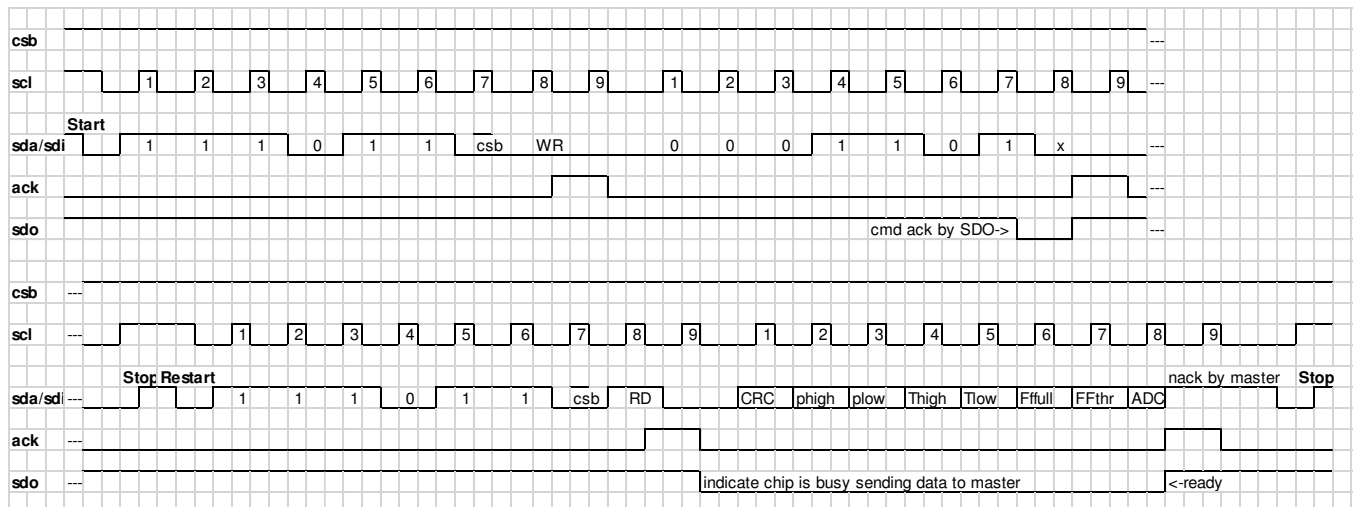 csb ---
scl 1 2 3 4 5 6 7 8 9 1 2 3 4 5 6 7 8 9 ---
Start
sda/sdi 1 1 1 0 1 1 csb WR 0 0 0 1 1 0 1 x ---
ack ---
sdo cmd ack by SDO-> ---
csb ---
scl --- 1 2 3 4 5 6 7 8 9 1 2 3 4 5 6 7 8 9
Stop Restart nack by master Stop
sda/sdi --- 1 1 1 0 1 1 csb RD CRC phigh plow Thigh Tlow Fffull FFthr ADC
ack ---
sdo --- indicate chip is busy sending data to master <-ready